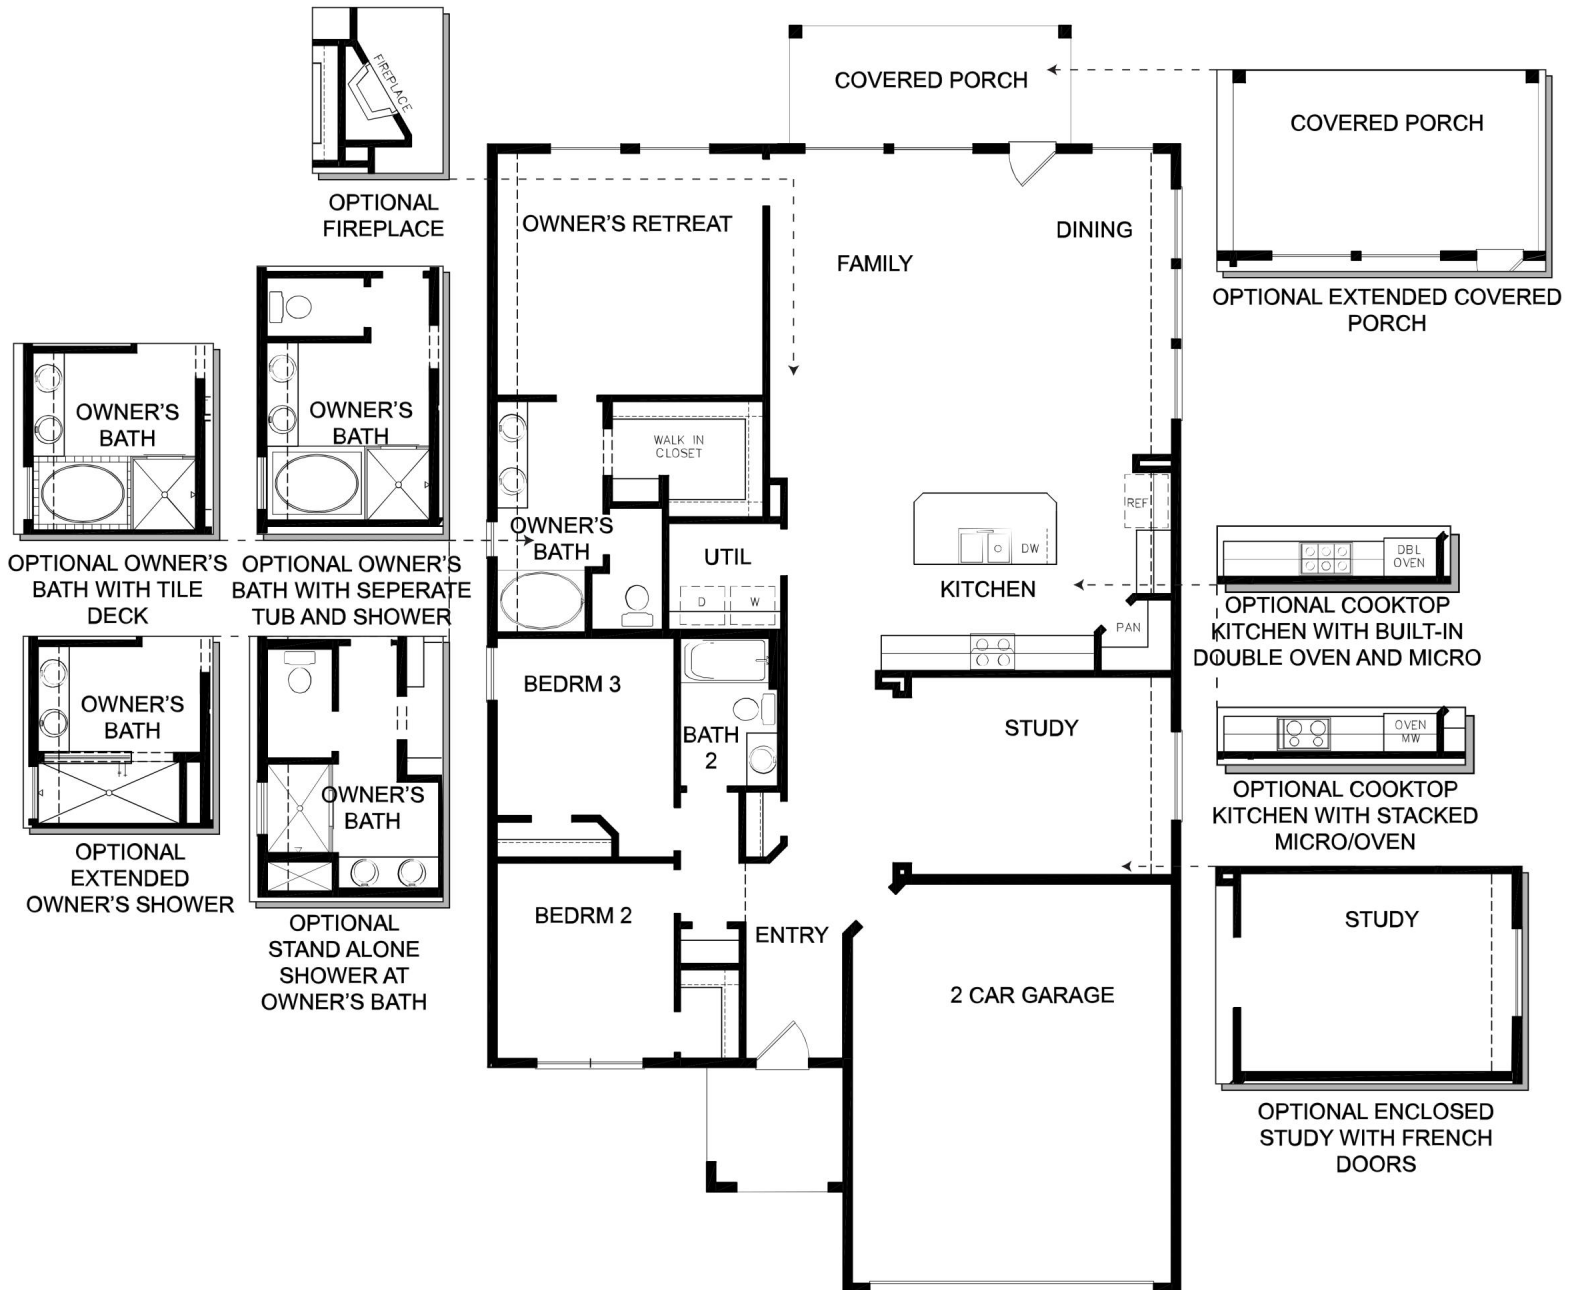 FIREPLACE
OPTIONAL
FIREPLACE
COVERED PORCH
COVERED PORCH
OPTIONAL EXTENDED COVERED
PORCH
OWNER'S RETREAT
FAMILY
DINING
OWNER'S
BATH
OPTIONAL OWNER'S
BATH WITH TILE
DECK
OWNER'S
BATH
OPTIONAL OWNER'S
BATH WITH SEPERATE
TUB AND SHOWER
WALK IN
CLOSET
OWNER'S
BATH
UTIL
D
W
REF
DW
KITCHEN
PAN
DBL
OVEN
OPTIONAL COOKTOP
KITCHEN WITH BUILT-IN
DOUBLE OVEN AND MICRO
OWNER'S
BATH
OPTIONAL
EXTENDED
OWNER'S SHOWER
OWNER'S
BATH
OPTIONAL
STAND ALONE
SHOWER AT
OWNER'S BATH
BEDRM 3
BATH
2
STUDY
OVEN
MW
OPTIONAL COOKTOP
KITCHEN WITH STACKED
MICRO/OVEN
BEDRM 2
ENTRY
2 CAR GARAGE
STUDY
OPTIONAL ENCLOSED
STUDY WITH FRENCH
DOORS